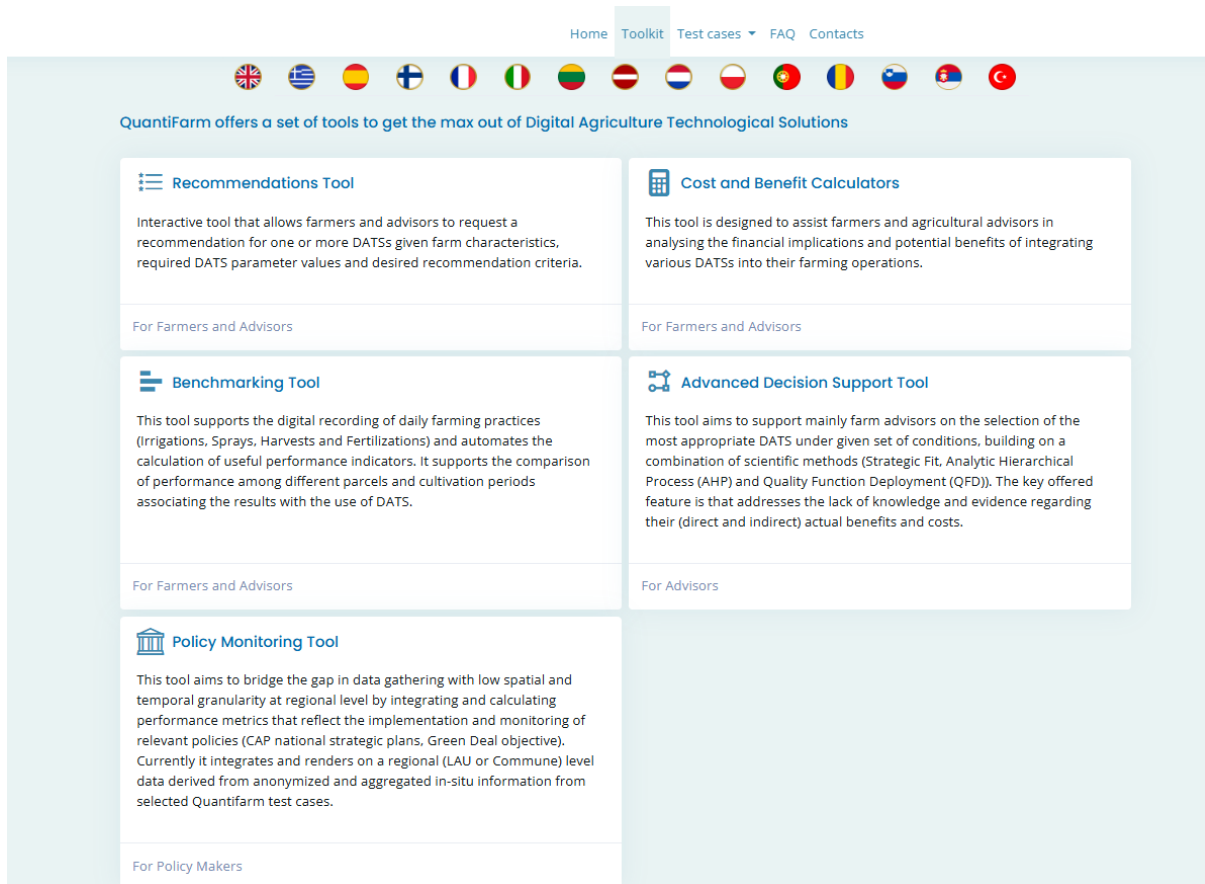 Home Toolkit Test cases FAQ Contacts
QuantiFarm offers a set of tools to get the max out of Digital Agriculture Technological Solutions
Recommendations Tool
Interactive tool that allows farmers and advisors to request a
recommendation for one or more DATSs given farm characteristics,
required DATS parameter values and desired recommendation criteria.
For Farmers and Advisors
Cost and Benefit Calculators
This tool is designed to assist farmers and agricultural advisors in
analysing the financial implications and potential benefits of integrating
various DATSs into their farming operations.
For Farmers and Advisors
Benchmarking Tool
This tool supports the digital recording of daily farming practices
(Irrigations, Sprays, Harvests and Fertilizations) and automates the
calculation of useful performance indicators. It supports the comparison
of performance among different parcels and cultivation periods
associating the results with the use of DATS.
For Farmers and Advisors
Advanced Decision Support Tool
This tool aims to support mainly farm advisors on the selection of the
most appropriate DATS under given set of conditions, building on a
combination of scientific methods (Strategic Fit, Analytic Hierarchical
Process (AHP) and Quality Function Deployment (QFD)). The key offered
feature is that addresses the lack of knowledge and evidence regarding
their (direct and indirect) actual benefits and costs.
For Advisors
Policy Monitoring Tool
This tool aims to bridge the gap in data gathering with low spatial and
temporal granularity at regional level by integrating and calculating
performance metrics that reflect the implementation and monitoring of
relevant policies (CAP national strategic plans, Green Deal objective).
Currently it integrates and renders on a regional (LAU or Commune) level
data derived from anonymized and aggregated in-situ information from
selected Quantifarm test cases.
For Policy Makers